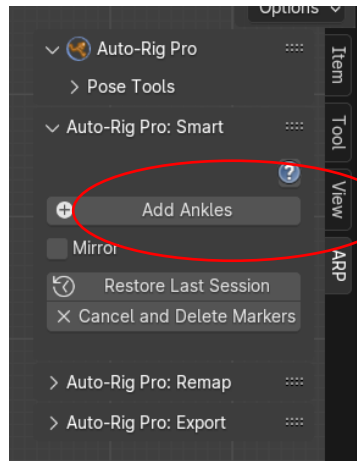 Options
Auto-Rig Pro
Pose Tools
Auto-Rig Pro: Smart
?
Add Ankles
Mirror
Restore Last Session
Cancel and Delete Markers
Auto-Rig Pro: Remap
Auto-Rig Pro: Export
Item
Tool
View
ARP